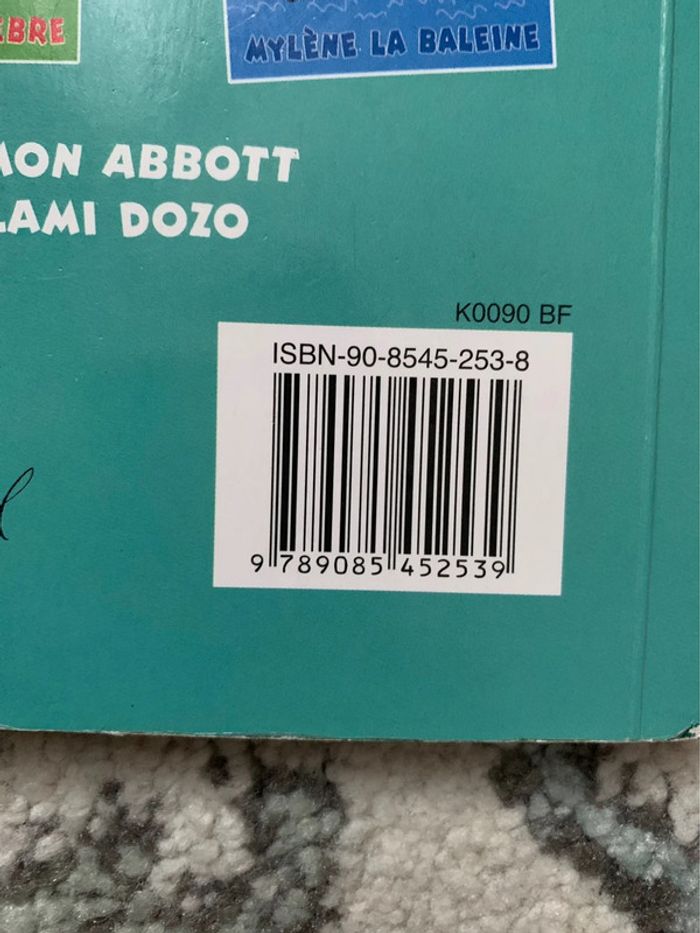 EBRE
MYLÈNE LA BALEINE
MON ABBOTT
LAMI DOZO
K0090 BF
ISBN-90-8545-253-8
9 789085 452539